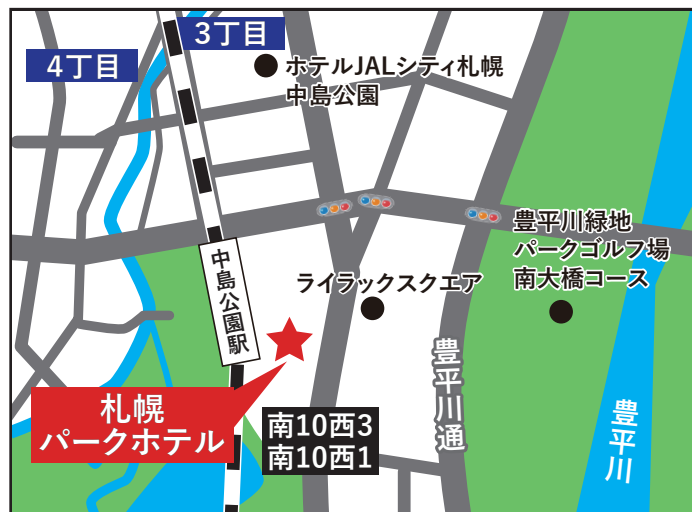 3丁目
4丁目
ホテルJALシティ札幌
中島公園
豊平川緑地
パークゴルフ場
南大橋コース
中島公園駅
ライラックスクエア
豊平川通
札幌
パークホテル
南10西3
南10西1
豊平川